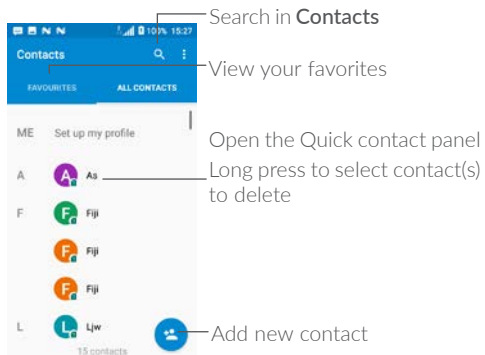 Search in Contacts
100% 15:27
Contacts
View your favorites
FAVOURITES ALL CONTACTS
ME Set up my profile
Open the Quick contact panel
A A As
Long press to select contact(s)
to delete
F F Fiji
F Fiji
F Fiji
L L Ljw
Add new contact
15 contacts